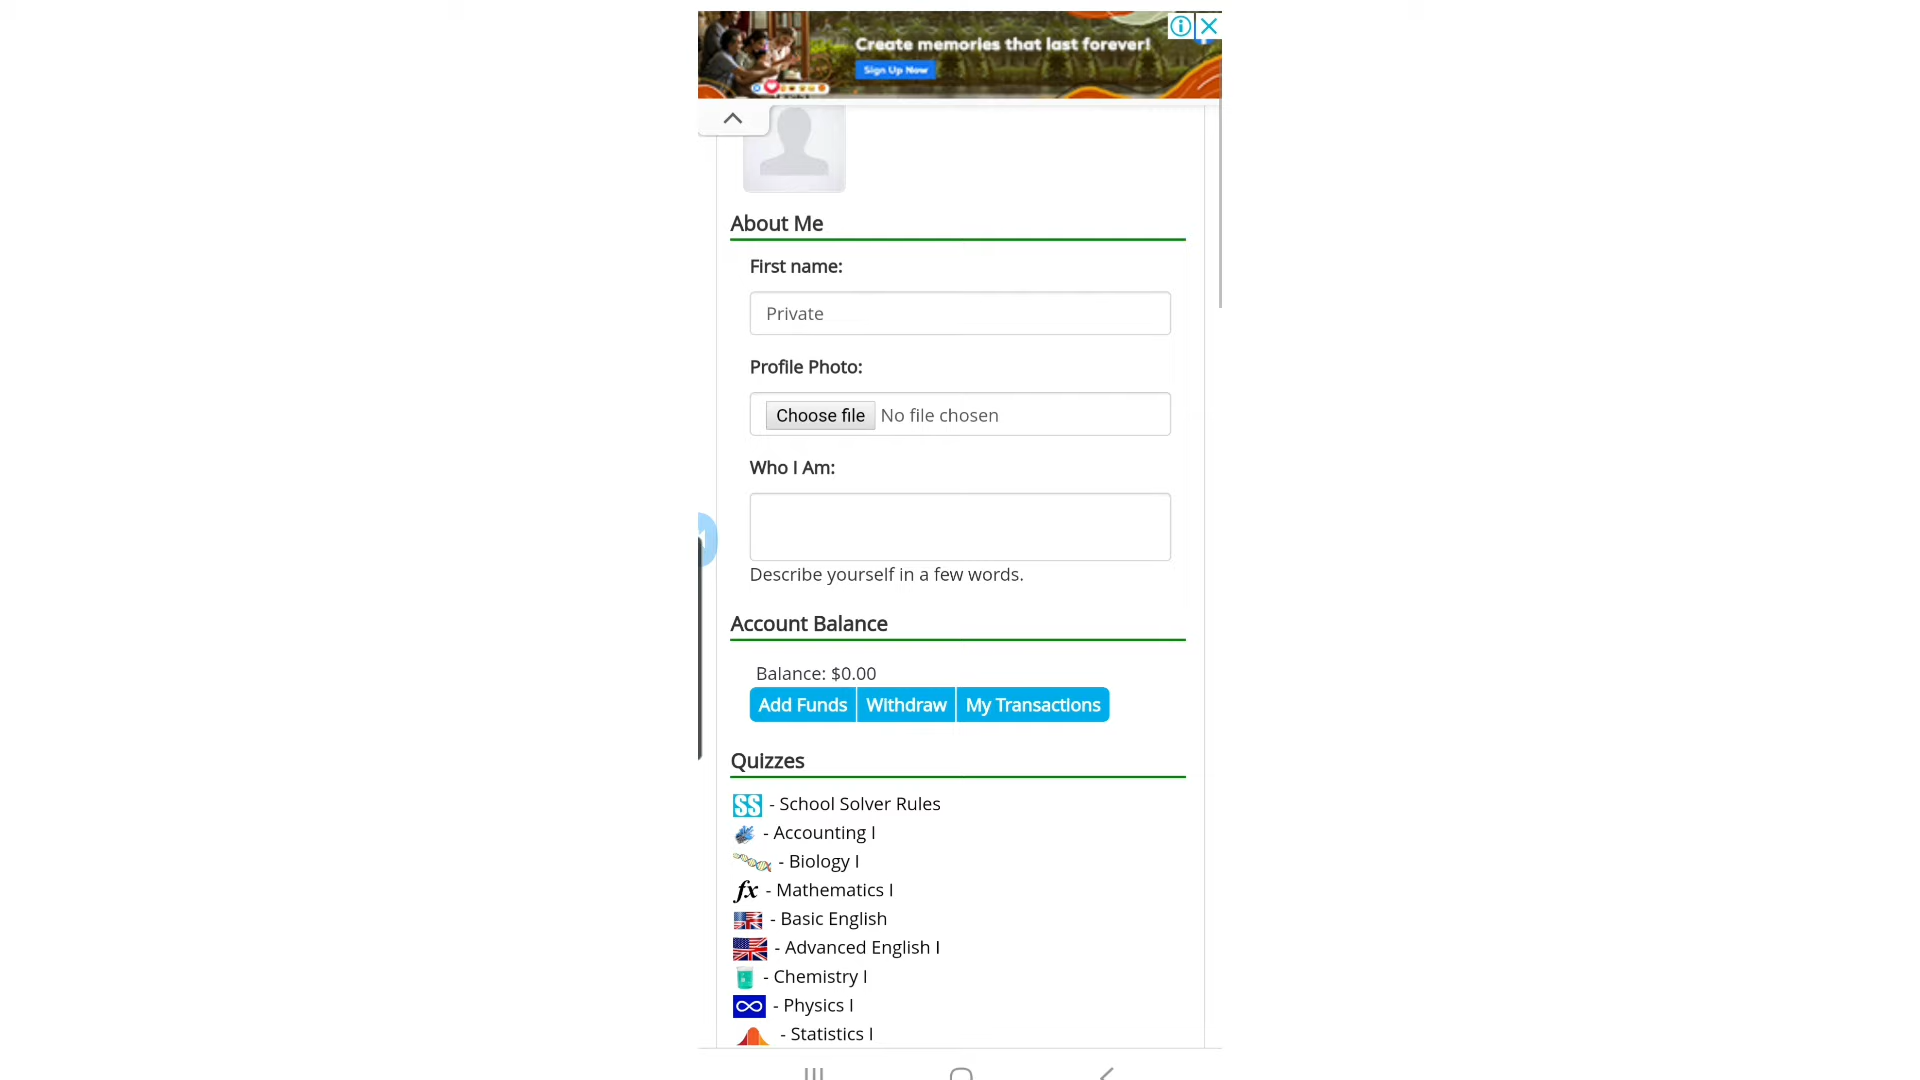 Create memories that last forever!
Sign Up Now
About Me
First name:
Private
Profile Photo:
Choose file No file chosen
Who I Am:
Describe yourself in a few words.
Account Balance
Balance: $0.00
Add Funds Withdraw My Transactions
Quizzes
SS - School Solver Rules
- Accounting I
- Biology I
fx - Mathematics I
- Basic English
- Advanced English I
- Chemistry I
- Physics I
- Statistics I